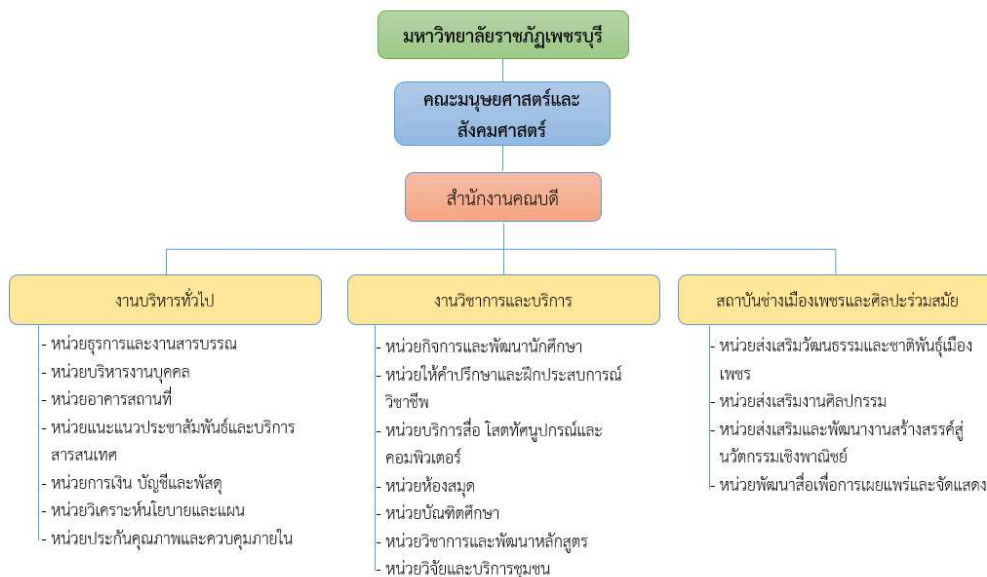 มหาวิทยาลัยราชภัฏเพชรบุรี
คณะมนุษยศาสตร์และ
สังคมศาสตร์
สำนักงานคณบดี
งานบริหารทั่วไป
- หน่วยธุรการและงานสารบรรณ
- หน่วยบริหารงานบุคคล
- หน่วยอาคารสถานที่
- หน่วยแนะแนวประชาสัมพันธ์และบริการ
สารสนเทศ
- หน่วยการเงิน บัญชีและพัสดุ
- หน่วยวิเคราะห์นโยบายและแผน
- หน่วยประกันคุณภาพและควบคุมภายใน
งานวิชาการและบริการ
- หน่วยกิจการและพัฒนานักศึกษา
- หน่วยให้คำปรึกษาและฝึกประสบการณ์
วิชาชีพ
- หน่วยบริการสื่อ โสตทัศนูปกรณ์และ
คอมพิวเตอร์
- หน่วยห้องสมุด
- หน่วยบัณฑิตศึกษา
- หน่วยวิชาการและพัฒนาหลักสูตร
- หน่วยวิจัยและบริการชุมชน
สถาบันช่างเมืองเพชรและศิลปะร่วมสมัย
- หน่วยส่งเสริมวัฒนธรรมและชาติพันธุ์เมือง
เพชร
- หน่วยส่งเสริมงานศิลปกรรม
- หน่วยส่งเสริมและพัฒนางานสร้างสรรค์สู่
นวัตกรรมเชิงพาณิชย์
- หน่วยพัฒนาสื่อเพื่อการเผยแพร่และจัดแสดง